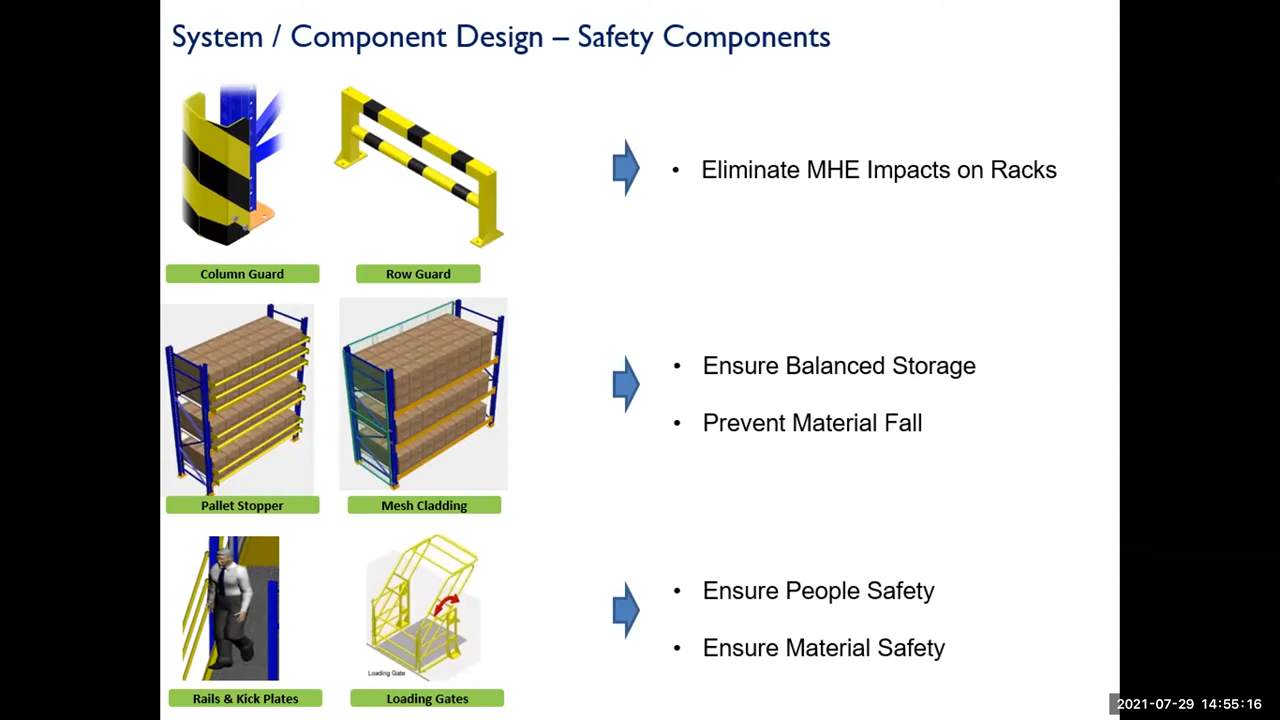 System / Component Design – Safety Components
• Eliminate MHE Impacts on Racks
Column Guard
Row Guard
• Ensure Balanced Storage
• Prevent Material Fall
Pallet Stopper
Mesh Cladding
• Ensure People Safety
• Ensure Material Safety
Loading Gate
Rails & Kick Plates
Loading Gates
2021-07-29 14:55:16